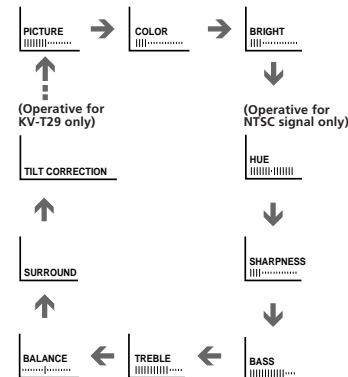 PICTURE
COLOR
BRIGHT
(Operative for
KV-T29 only)
(Operative for
NTSC signal only)
TILT CORRECTION
HUE
SURROUND
SHARPNESS
BALANCE
TREBLE
BASS